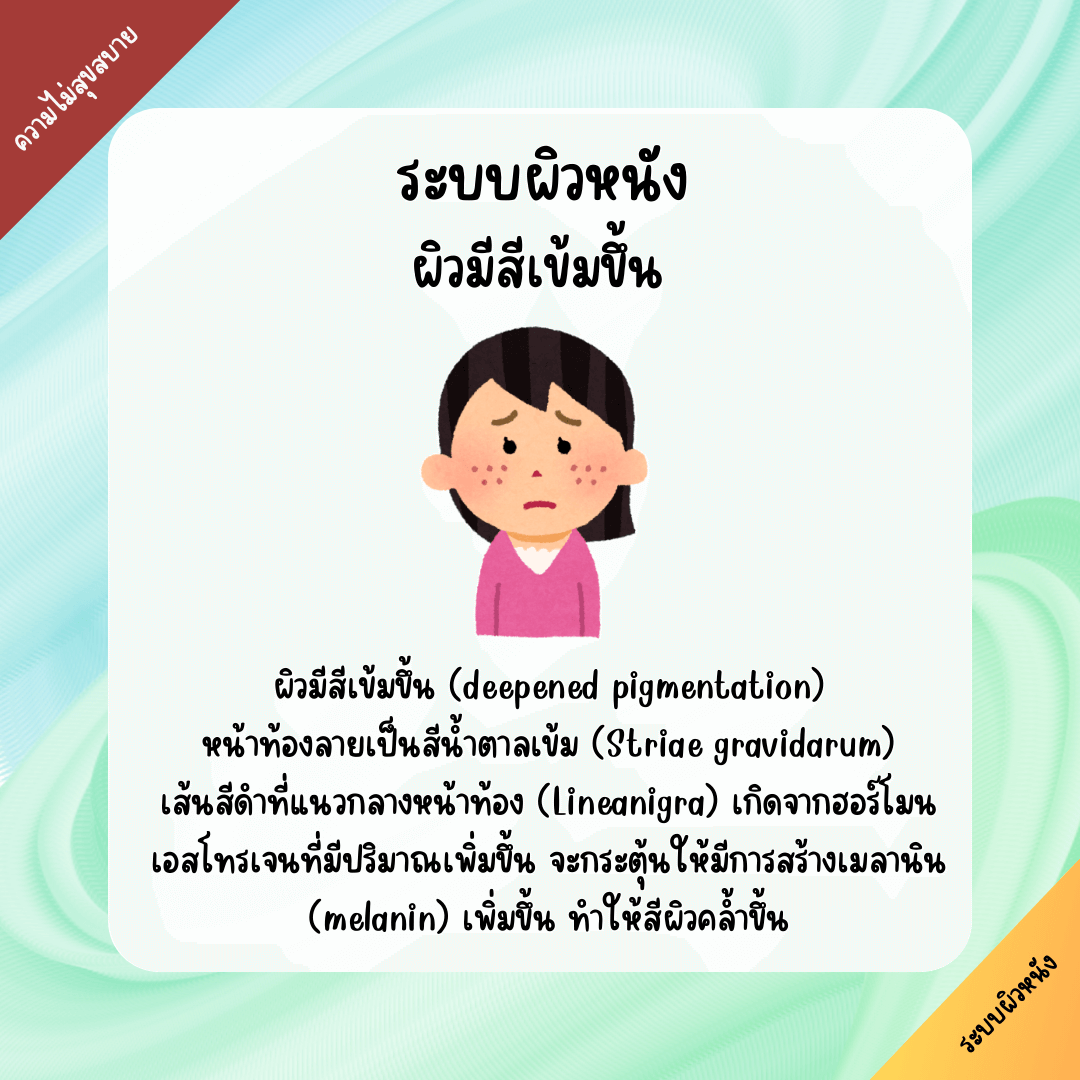 ความไม่สุขสบาย
ระบบผิวหนัง
ผิวมีสีเข้มขึ้น
ผิวมีสีเข้มขึ้น (deepened pigmentation)
หน้าท้องลายเป็นสีน้ำตาลเข้ม (Striae gravidarum)
เส้นสีดำที่แนวกลางหน้าท้อง (Lineanigra) เกิดจากฮอร์โมน
เอสโทรเจนที่มีปริมาณเพิ่มขึ้น จะกระตุ้นให้มีการสร้างเมลานิน
(melanin) เพิ่มขึ้น ทำให้สีผิวคล้ำขึ้น
ระบบผิวหนัง